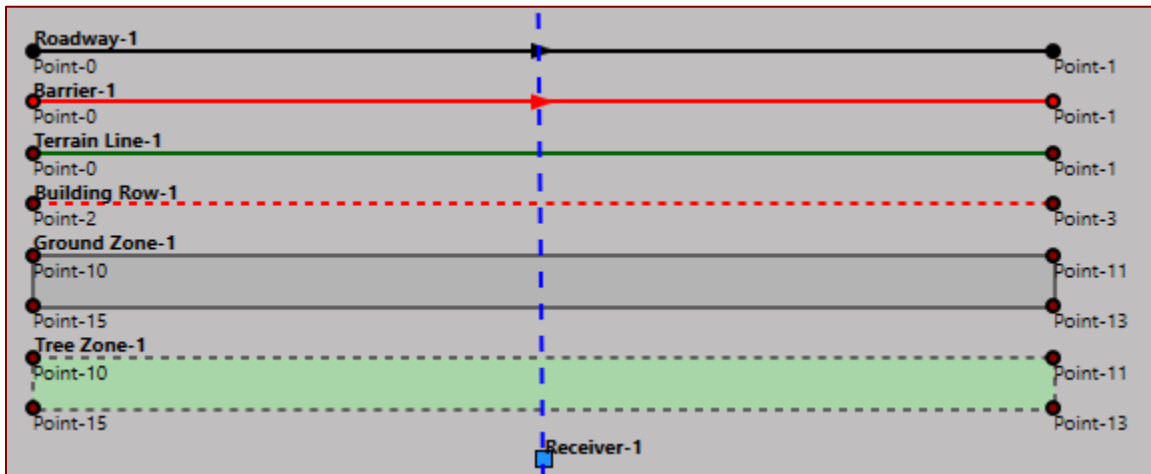 Roadway-1
Point-0 Point-1
Barrier-1
Point-0 Point-1
Terrain Line-1
Point-0 Point-1
Building Row-1
Point-2 Point-3
Ground Zone-1
Point-10 Point-11
Point-15 Point-13
Tree Zone-1
Point-10 Point-11
Point-15 Point-13
Receiver-1